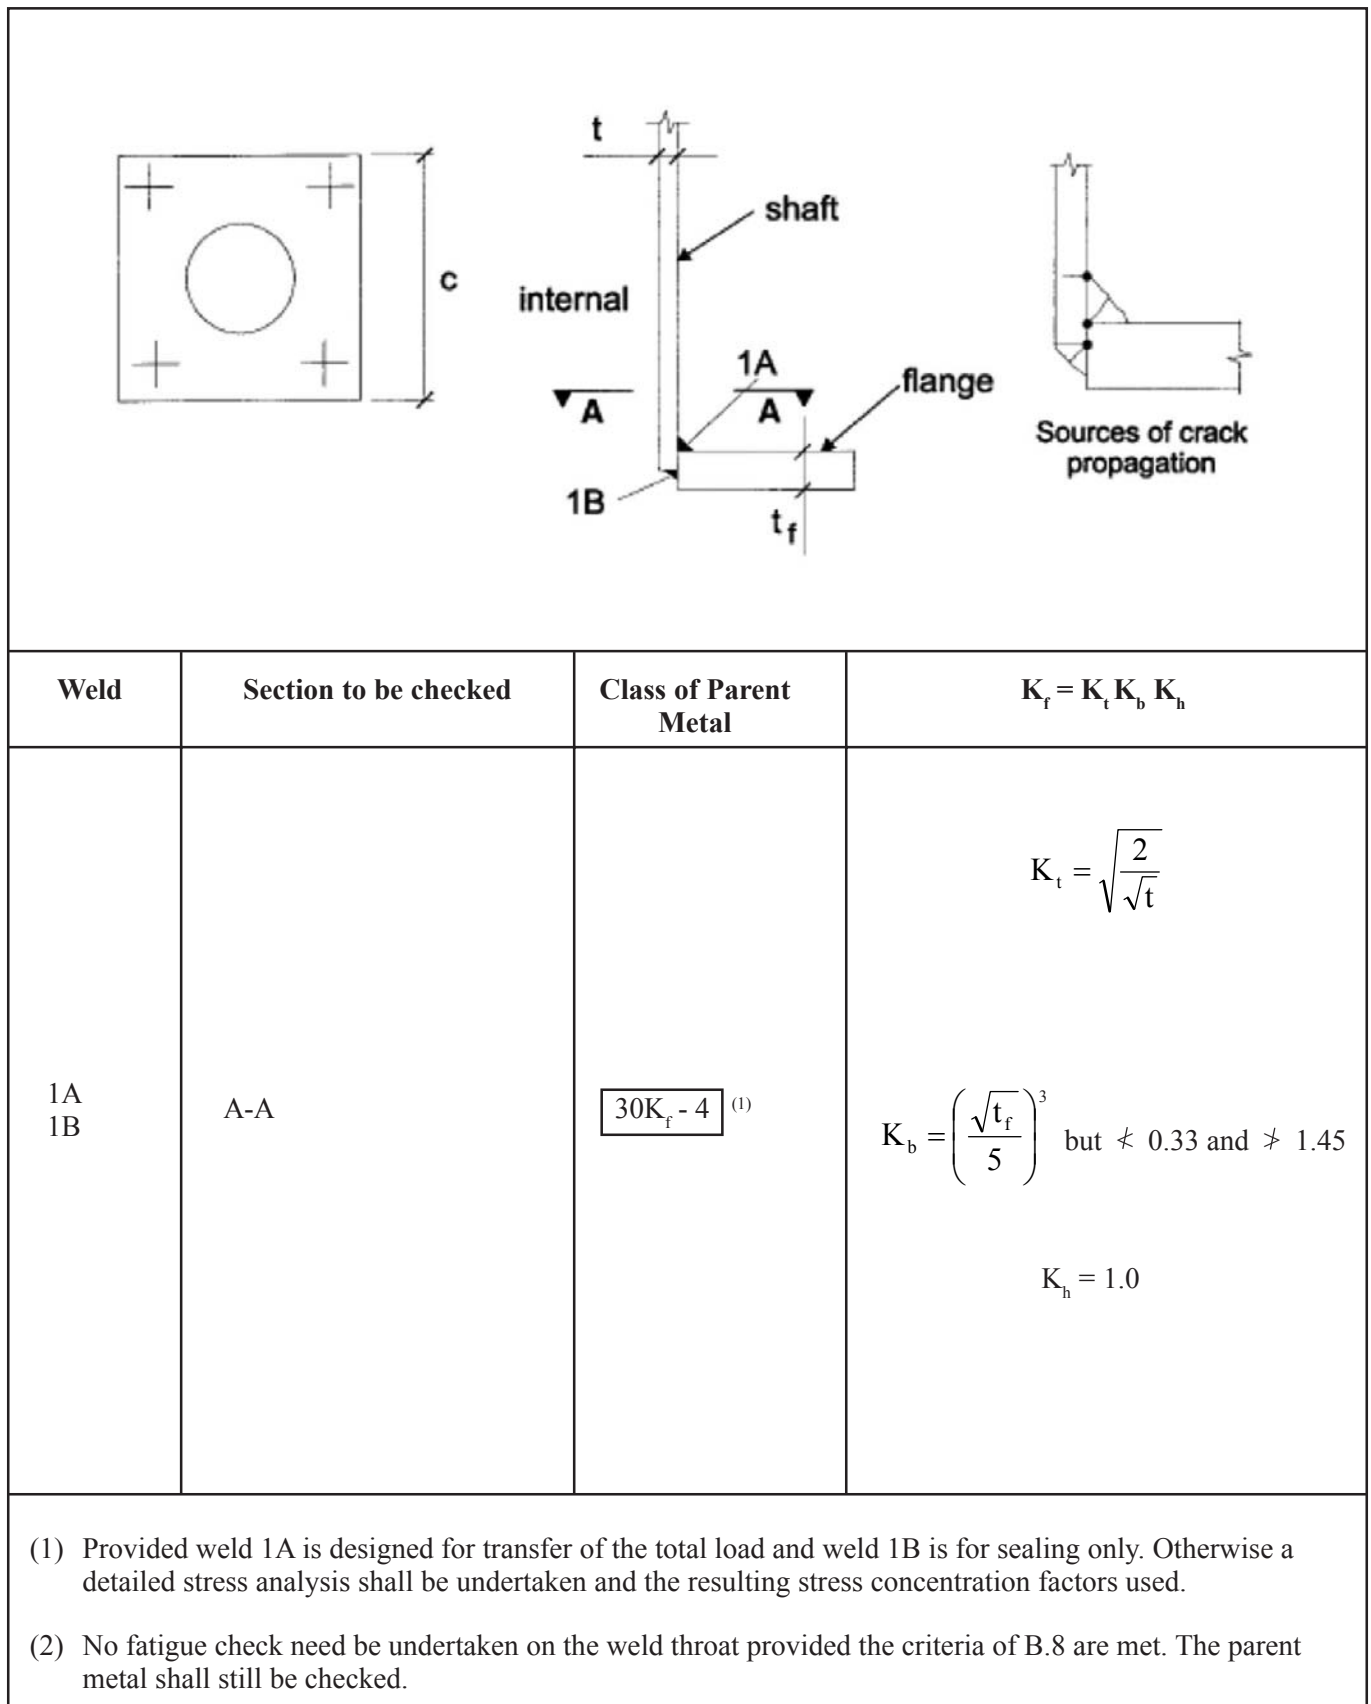 t
shaft
c
internal
1A
A
A
flange
1B
t_f
Sources of crack
propagation
Weld
Section to be checked
Class of Parent
Metal
K_f = K_t K_b K_h
K_t = √(2/√t)
1A
1B
A-A
30K_f - 4 (1)
K_b = (√t_f / 5)^3 but ≮ 0.33 and ≯ 1.45
K_h = 1.0
(1) Provided weld 1A is designed for transfer of the total load and weld 1B is for sealing only. Otherwise a
detailed stress analysis shall be undertaken and the resulting stress concentration factors used.
(2) No fatigue check need be undertaken on the weld throat provided the criteria of B.8 are met. The parent
metal shall still be checked.